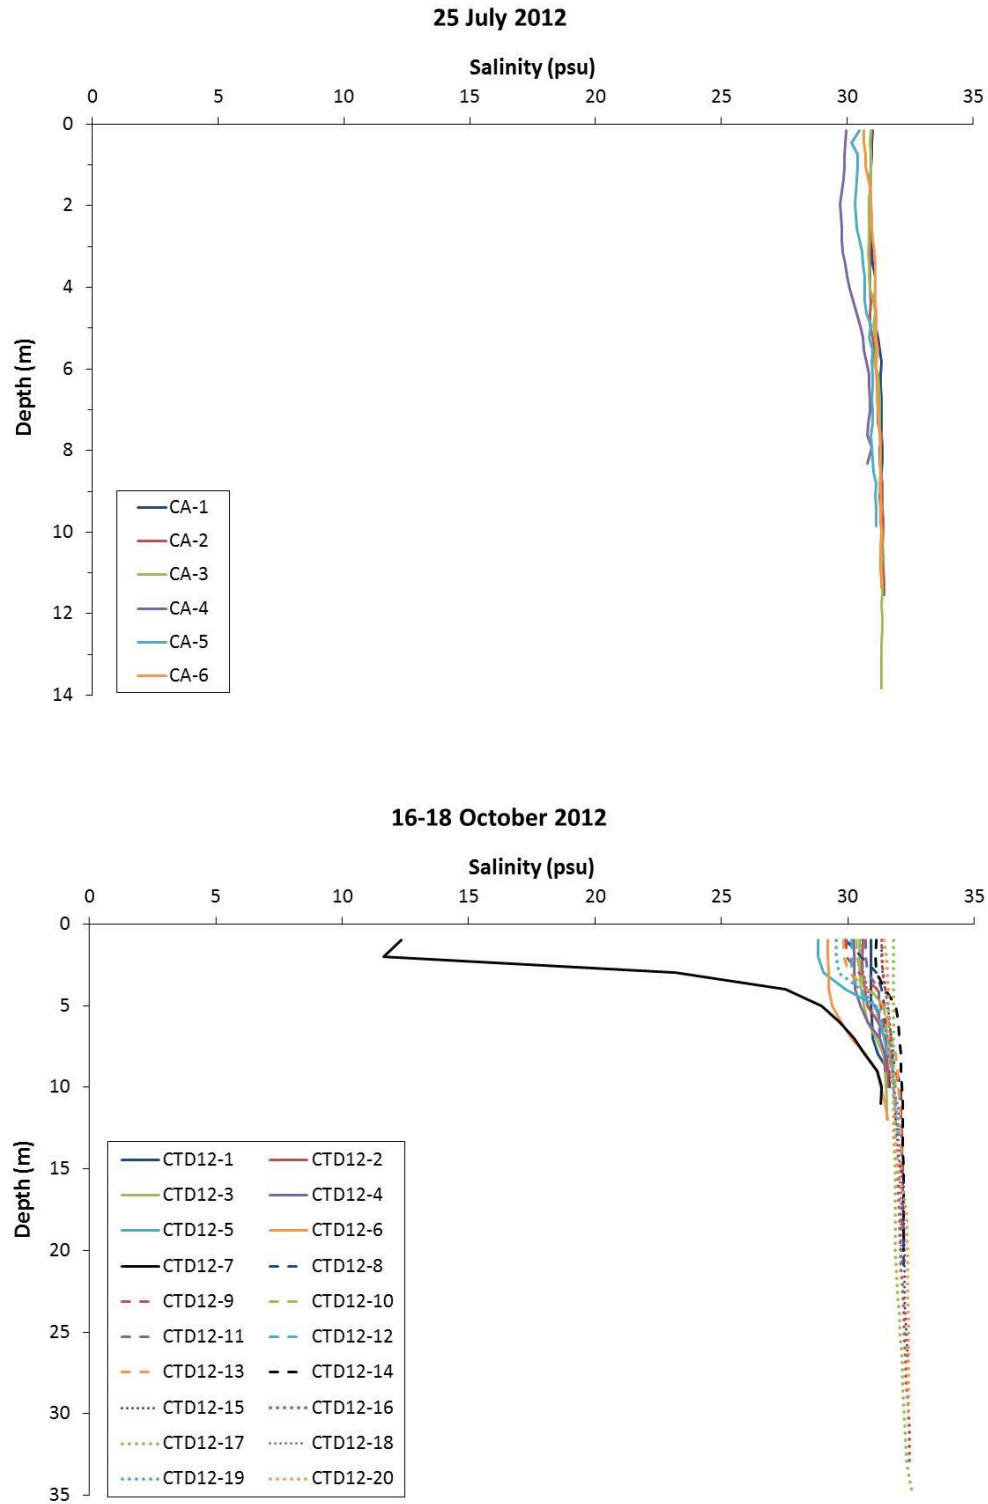 25 July 2012
Salinity (psu)
0 5 10 15 20 25 30 35
0
2
4
6
8
10
12
14
Depth (m)
CA-1
CA-2
CA-3
CA-4
CA-5
CA-6
16-18 October 2012
Salinity (psu)
0 5 10 15 20 25 30 35
0
5
10
15
20
25
30
35
Depth (m)
CTD12-1 CTD12-2
CTD12-3 CTD12-4
CTD12-5 CTD12-6
CTD12-7 CTD12-8
CTD12-9 CTD12-10
CTD12-11 CTD12-12
CTD12-13 CTD12-14
CTD12-15 CTD12-16
CTD12-17 CTD12-18
CTD12-19 CTD12-20